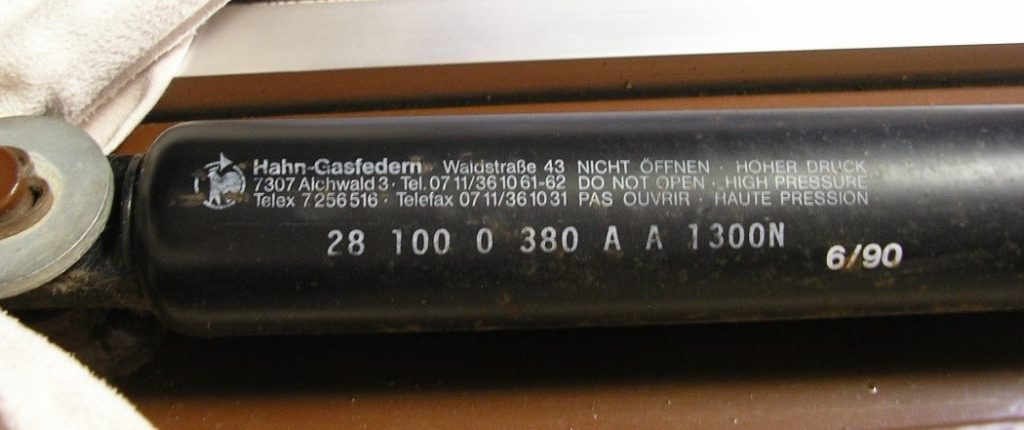 Hahn-Gasfedern Waldstraße 43 NICHT ÖFFNEN · HOHER DRUCK
7307 Aichwald 3 · Tel. 07 11/36 10 61-62 DO NOT OPEN · HIGH PRESSURE
Telex 7 256 516 · Telefax 07 11/36 10 31 PAS OUVRIR · HAUTE PRESSION
28 100 0 380 A A 1300N
6/90